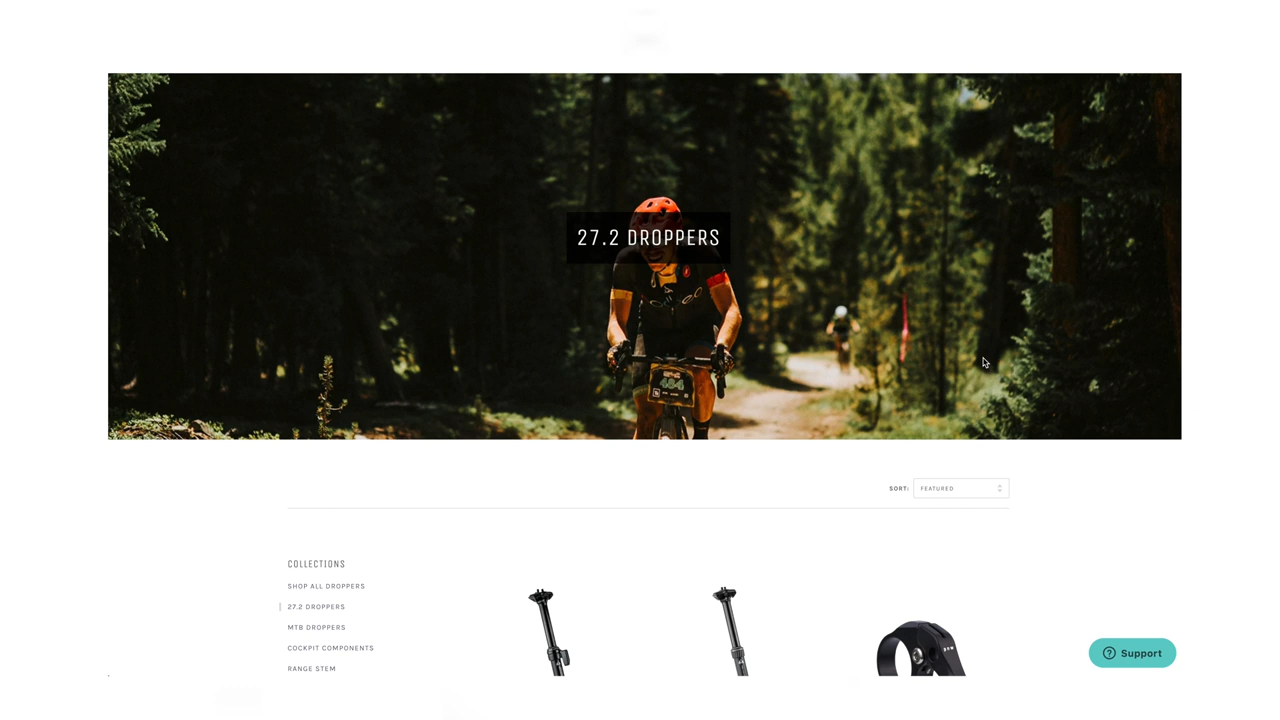 27.2 DROPPERS
484
SORT:
FEATURED
COLLECTIONS
SHOP ALL DROPPERS
27.2 DROPPERS
MTB DROPPERS
COCKPIT COMPONENTS
RANGE STEM
Support